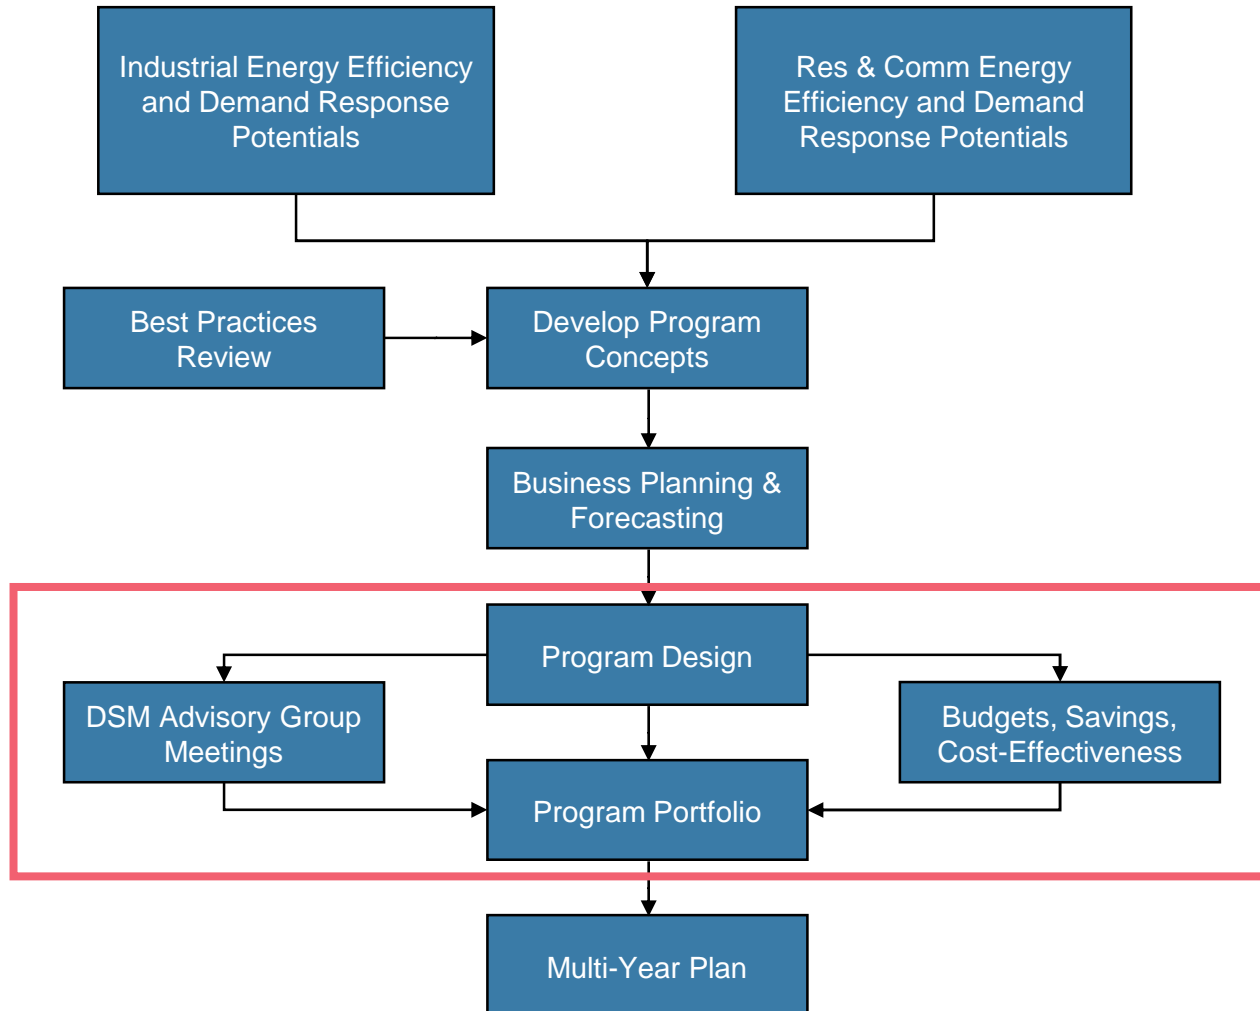 Industrial Energy Efficiency
and Demand Response
Potentials
Res & Comm Energy
Efficiency and Demand
Response Potentials
Best Practices
Review
Develop Program
Concepts
Business Planning &
Forecasting
Program Design
DSM Advisory Group
Meetings
Budgets, Savings,
Cost-Effectiveness
Program Portfolio
Multi-Year Plan